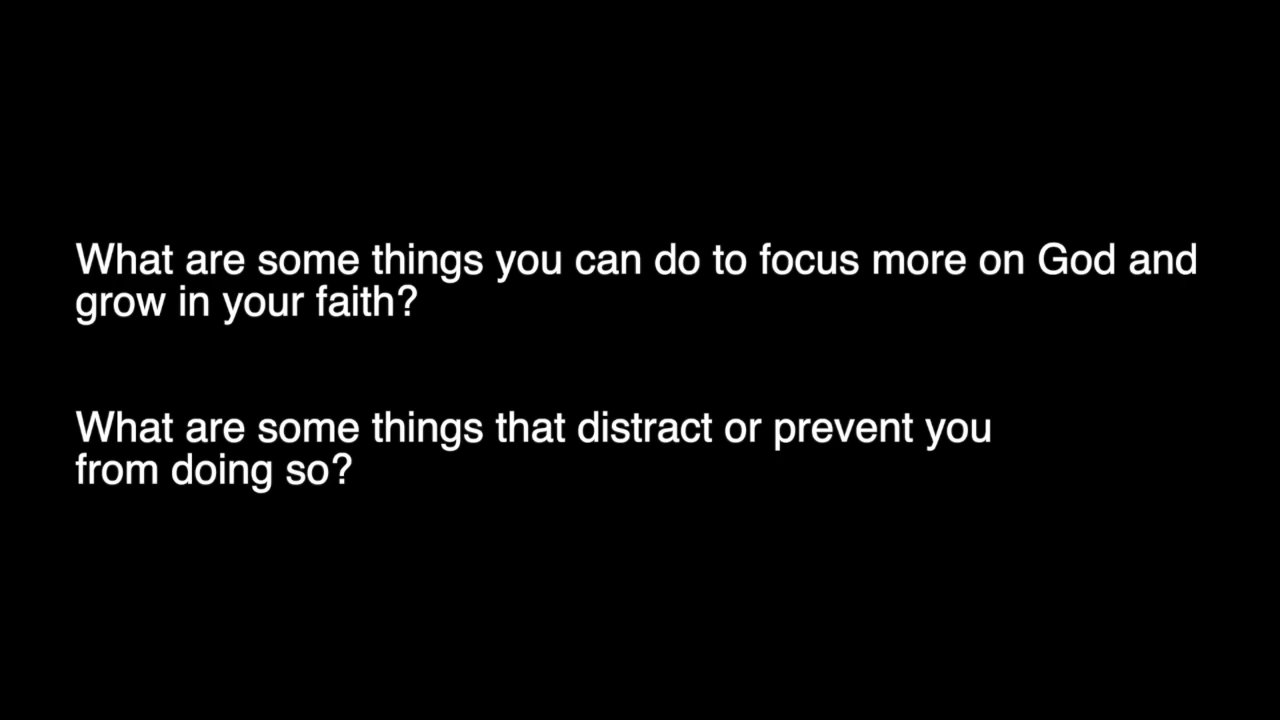 What are some things you can do to focus more on God and
grow in your faith?
What are some things that distract or prevent you
from doing so?